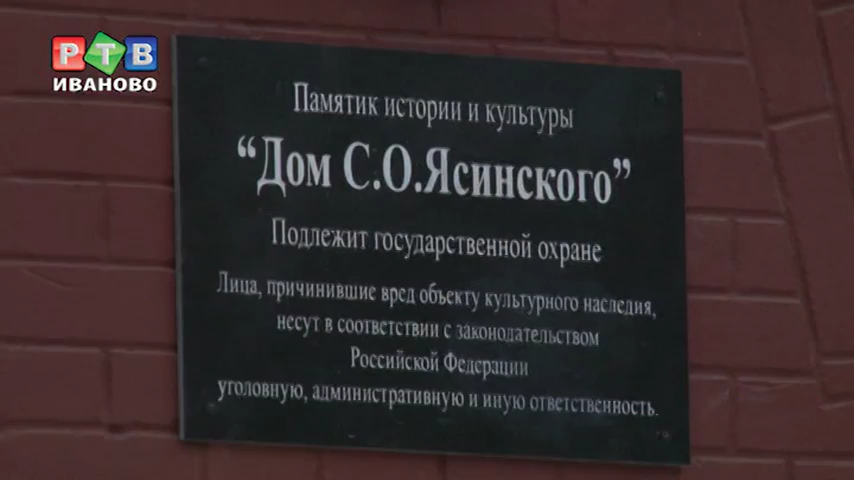 РТВ
ИВАНОВО
Памятик истории и культуры
“Дом С.О.Ясинского”
Подлежит государственной охране
Лица, причинившие вред объекту культурного наследия,
несут в соответствии с законодательством
Российской Федерации
уголовную, административную и иную ответственность.